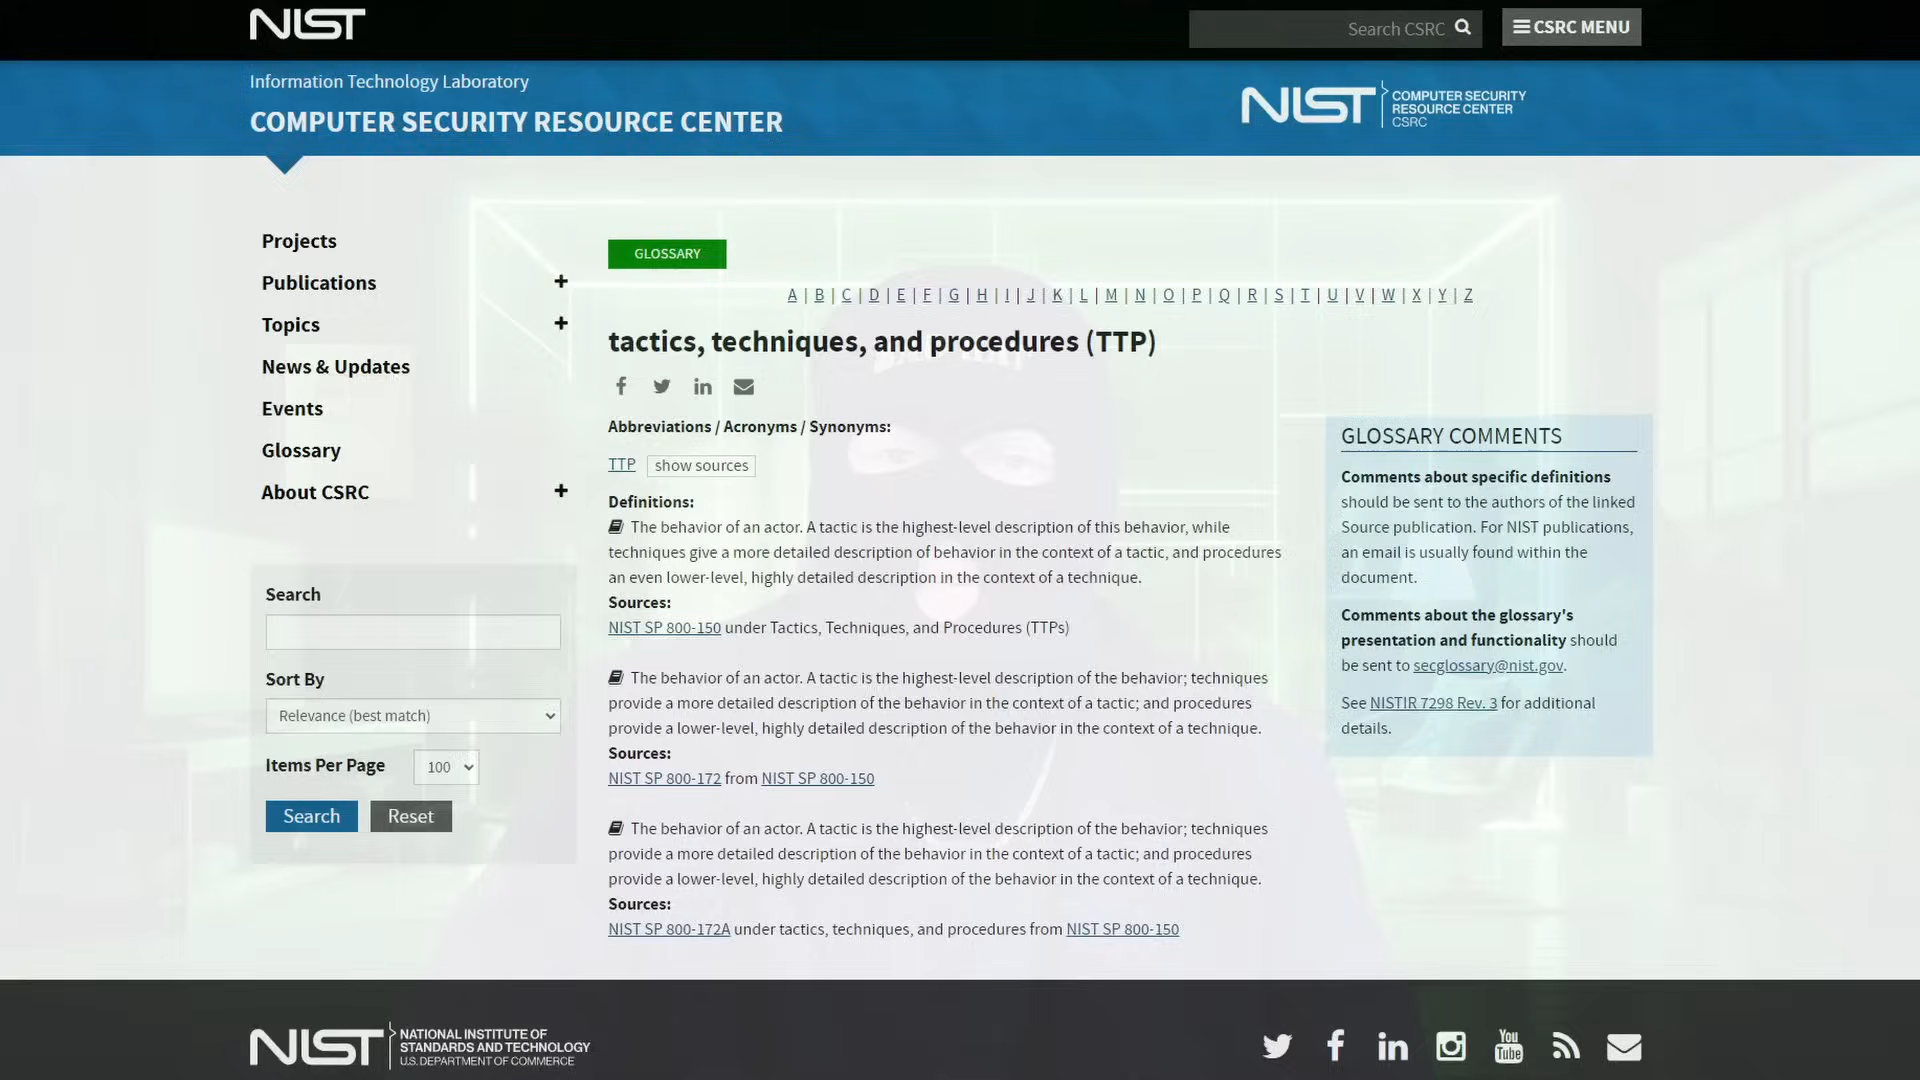 NIST
Search CSRC
CSRC MENU
Information Technology Laboratory
COMPUTER SECURITY RESOURCE CENTER
NIST COMPUTER SECURITY
RESOURCE CENTER
CSRC
Projects
Publications +
Topics +
News & Updates
Events
Glossary
About CSRC +
Search
Sort By
Relevance (best match)
Items Per Page 100
Search Reset
GLOSSARY
A | B | C | D | E | F | G | H | I | J | K | L | M | N | O | P | Q | R | S | T | U | V | W | X | Y | Z
tactics, techniques, and procedures (TTP)
Abbreviations / Acronyms / Synonyms:
TTP show sources
Definitions:
The behavior of an actor. A tactic is the highest-level description of this behavior, while
techniques give a more detailed description of behavior in the context of a tactic, and procedures
an even lower-level, highly detailed description in the context of a technique.
Sources:
NIST SP 800-150 under Tactics, Techniques, and Procedures (TTPs)
The behavior of an actor. A tactic is the highest-level description of the behavior; techniques
provide a more detailed description of the behavior in the context of a tactic; and procedures
provide a lower-level, highly detailed description of the behavior in the context of a technique.
Sources:
NIST SP 800-172 from NIST SP 800-150
The behavior of an actor. A tactic is the highest-level description of the behavior; techniques
provide a more detailed description of the behavior in the context of a tactic; and procedures
provide a lower-level, highly detailed description of the behavior in the context of a technique.
Sources:
NIST SP 800-172A under tactics, techniques, and procedures from NIST SP 800-150
GLOSSARY COMMENTS
Comments about specific definitions
should be sent to the authors of the linked
Source publication. For NIST publications,
an email is usually found within the
document.
Comments about the glossary's
presentation and functionality should
be sent to secglossary@nist.gov.
See NISTIR 7298 Rev. 3 for additional
details.
NIST NATIONAL INSTITUTE OF
STANDARDS AND TECHNOLOGY
U.S. DEPARTMENT OF COMMERCE
You
Tube